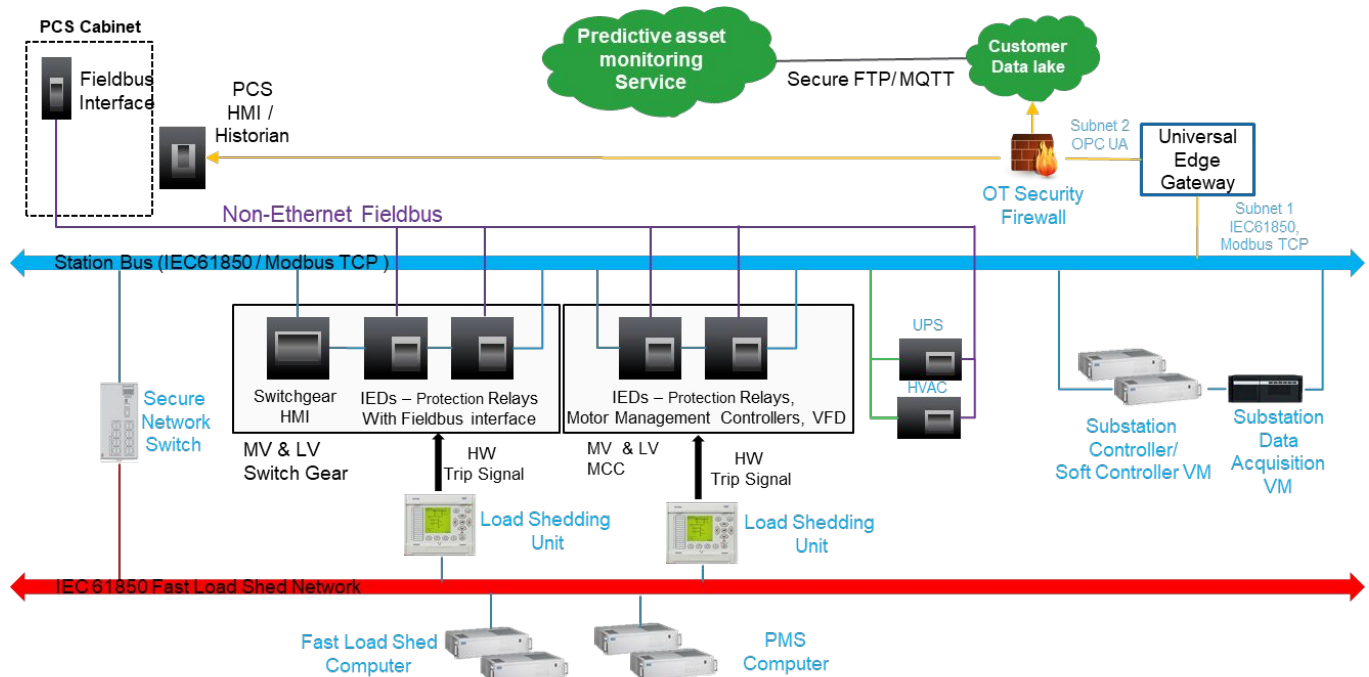 PCS Cabinet
Fieldbus
Interface
PCS
HMI /
Historian
Predictive asset
monitoring
Service
Secure FTP/ MQTT
Customer
Data lake
Subnet 2
OPC UA
Universal
Edge
Gateway
OT Security
Firewall
Subnet 1
IEC61850,
Modbus TCP
Non-Ethernet Fieldbus
Station Bus (IEC61850 / Modbus TCP )
Secure
Network
Switch
Switchgear
HMI
IEDs – Protection Relays
With Fieldbus interface
MV & LV
Switch Gear
HW
Trip Signal
Load Shedding
Unit
IEDs – Protection Relays,
Motor Management Controllers, VFD
MV & LV
MCC
HW
Trip Signal
Load Shedding
Unit
UPS
HVAC
Substation
Controller/
Soft Controller VM
Substation
Data
Acquisition
VM
IEC 61850 Fast Load Shed Network
Fast Load Shed
Computer
PMS
Computer